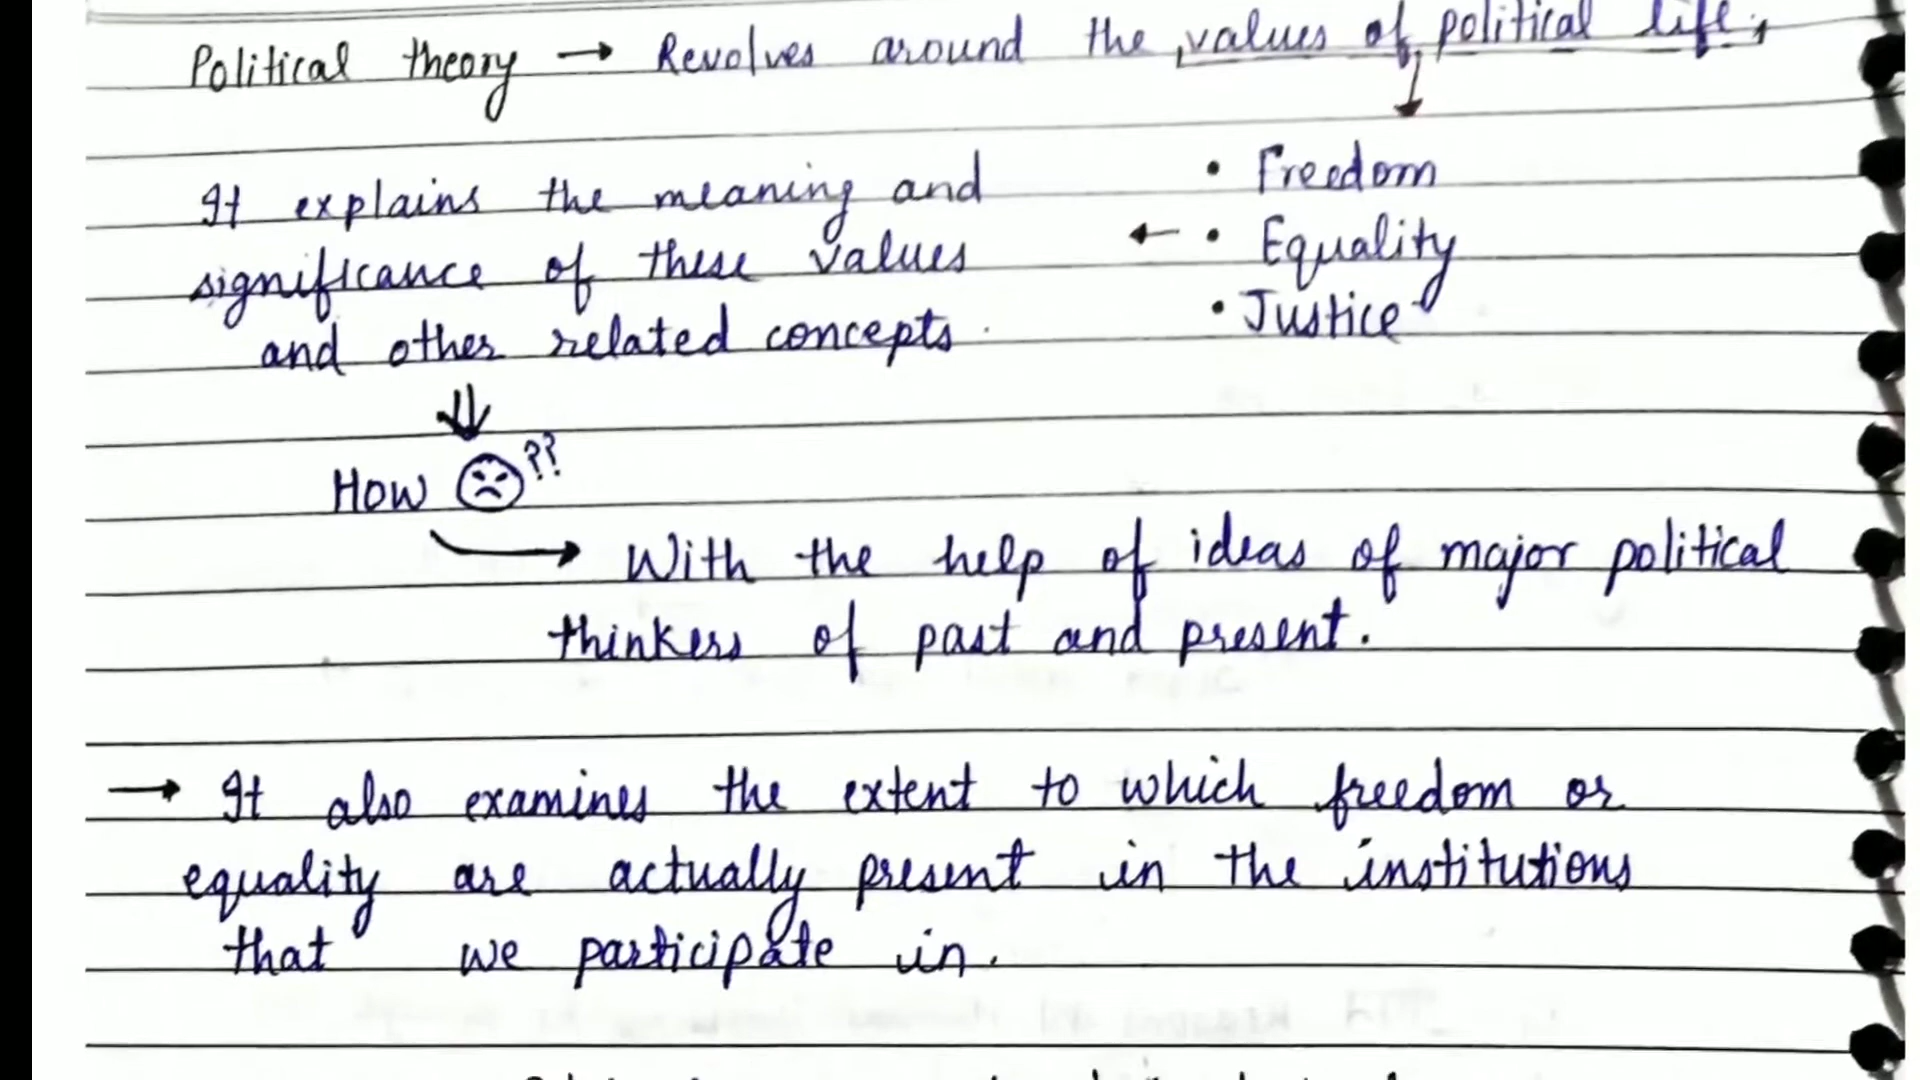 Political theory → Revolves around the values of political life,
↓
• Freedom
It explains the meaning and
← • Equality
significance of these values
• Justice
and other related concepts.
⇓
How ☹??
→ With the help of ideas of major political
thinkers of past and present.
→ It also examines the extent to which freedom or
equality are actually present in the institutions
that we participate in.